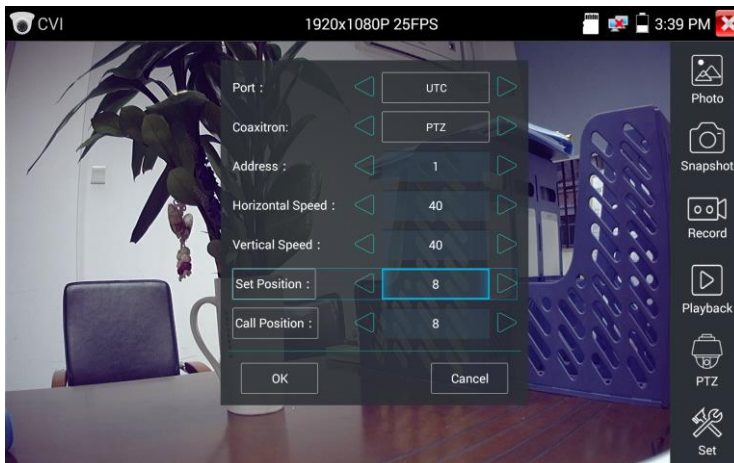 CVI 1920x1080P 25FPS 3:39 PM
Port : UTC
Coaxitron: PTZ
Address : 1
Horizontal Speed : 40
Vertical Speed : 40
Set Position : 8
Call Position : 8
OK Cancel
Photo
Snapshot
Record
Playback
PTZ
Set